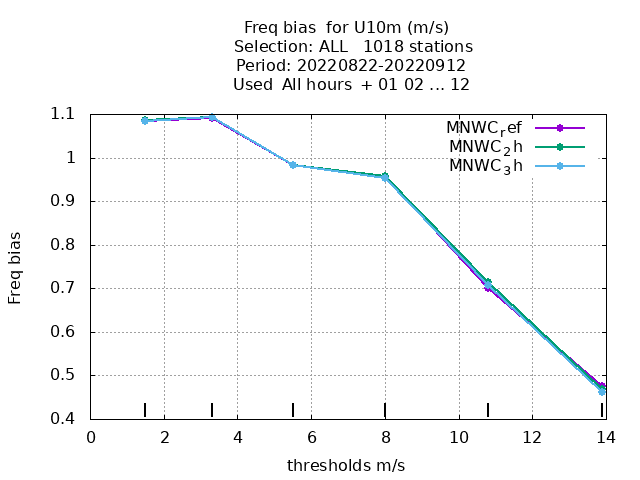 Freq bias  for U10m (m/s)
Selection: ALL   1018 stations
Period: 20220822-20220912
Used  All hours  + 01 02 ... 12
1.1
1
0.9
0.8
0.7
0.6
0.5
0.4
Freq bias
MNWC_ref
MNWC_2h
MNWC_3h
0 2 4 6 8 10 12 14
thresholds m/s